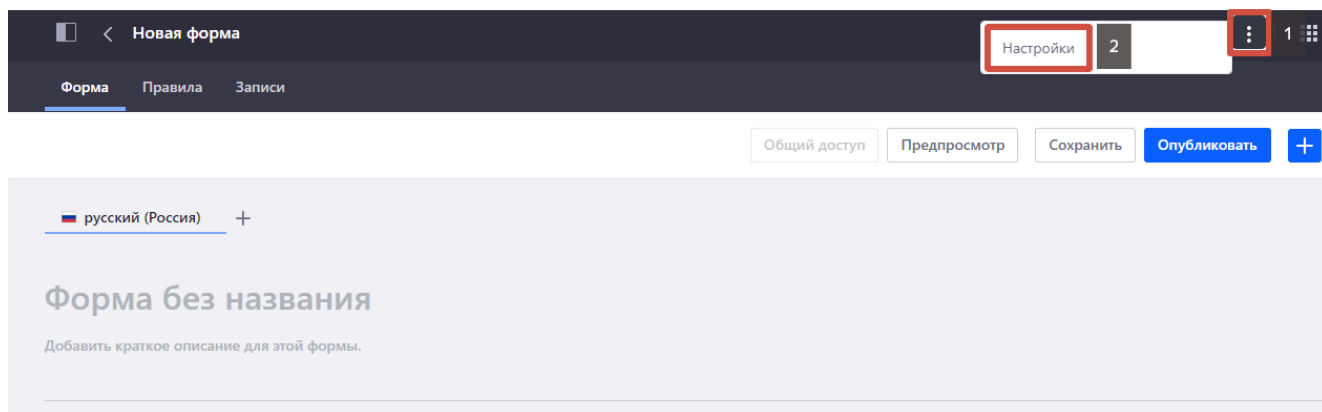 Новая форма
Настройки 2
1
Форма Правила Записи
Общий доступ Предпросмотр Сохранить Опубликовать
русский (Россия)
Форма без названия
Добавить краткое описание для этой формы.